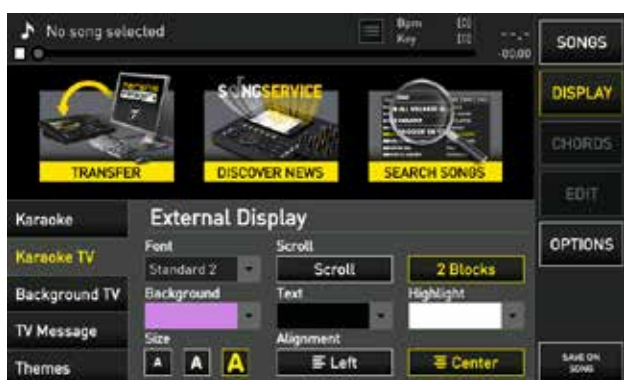 No song selected
Bpm [0]
Key [0]
--.-
-00:00
SONGS
DISPLAY
CHORDS
EDIT
OPTIONS
SAVE ON
SONG
SONGSERVICE
TRANSFER
DISCOVER NEWS
SEARCH SONGS
Karaoke
Karaoke TV
Background TV
TV Message
Themes
External Display
Font
Scroll
Standard 2
Scroll
2 Blocks
Background
Text
Highlight
Size
Alignment
A A A
Left
Center